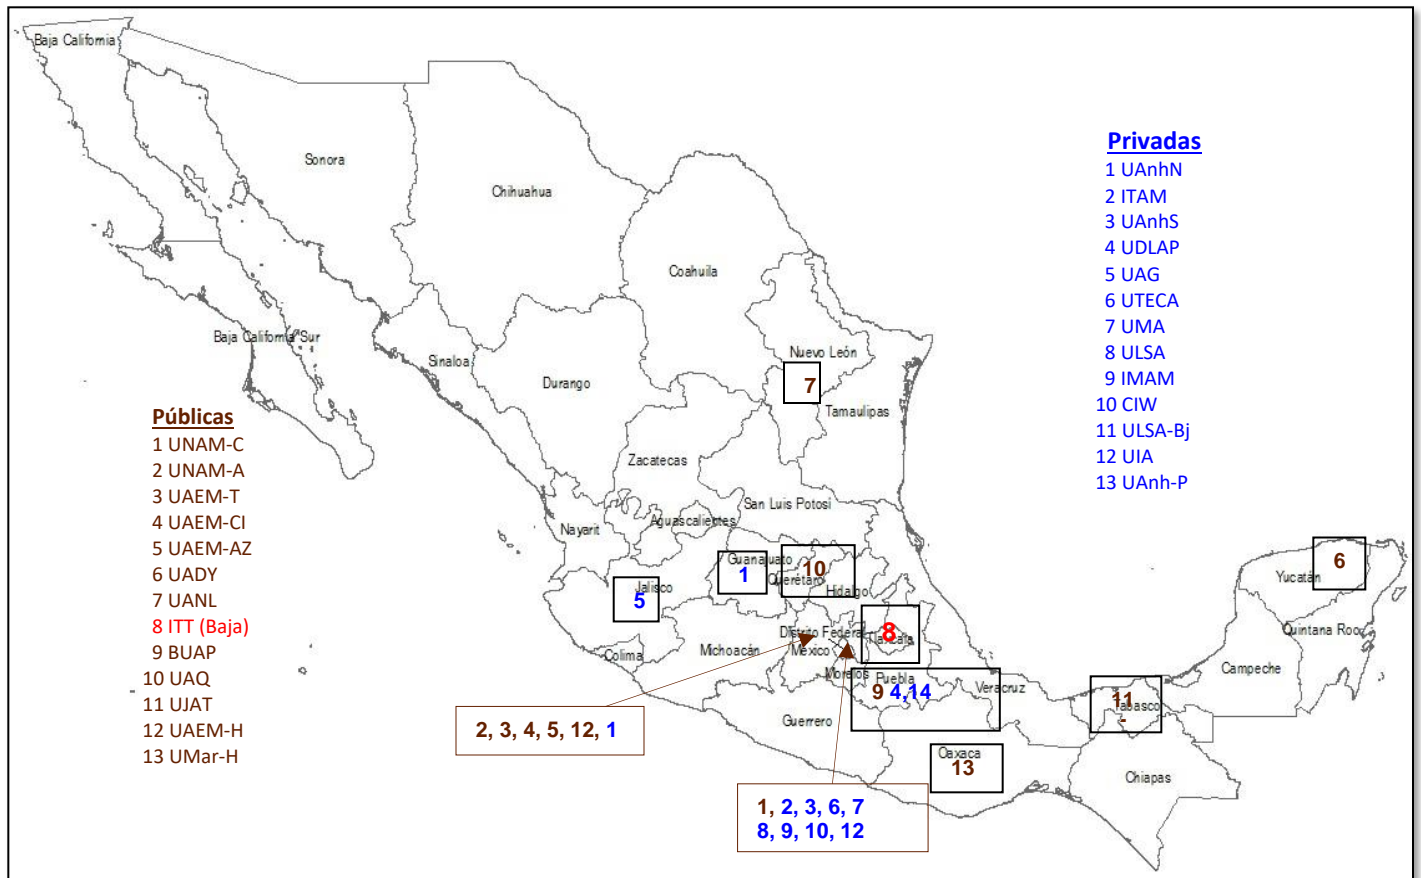 Baja California
Sonora
Chihuahua
Coahuila
Baja California Sur
Sinaloa
Durango
Nuevo León
7
Tamaulipas
Zacatecas
San Luis Potosí
Nayarit
Aguascalientes
Guanajuato
1
10
Querétaro
Hidalgo
Jalisco
5
Distrito Federal
México
8
Tlaxcala
Colima
Michoacán
Morelos
Puebla
9 4,14
Veracruz
Guerrero
Oaxaca
13
11
-
Tabasco
Chiapas
Campeche
Yucatán
6
Quintana Roo
2, 3, 4, 5, 12, 1
1, 2, 3, 6, 7
8, 9, 10, 12
Públicas
1 UNAM-C
2 UNAM-A
3 UAEM-T
4 UAEM-CI
5 UAEM-AZ
6 UADY
7 UANL
8 ITT (Baja)
9 BUAP
10 UAQ
11 UJAT
12 UAEM-H
13 UMar-H
Privadas
1 UAnhN
2 ITAM
3 UAnhS
4 UDLAP
5 UAG
6 UTECA
7 UMA
8 ULSA
9 IMAM
10 CIW
11 ULSA-Bj
12 UIA
13 UAnh-P